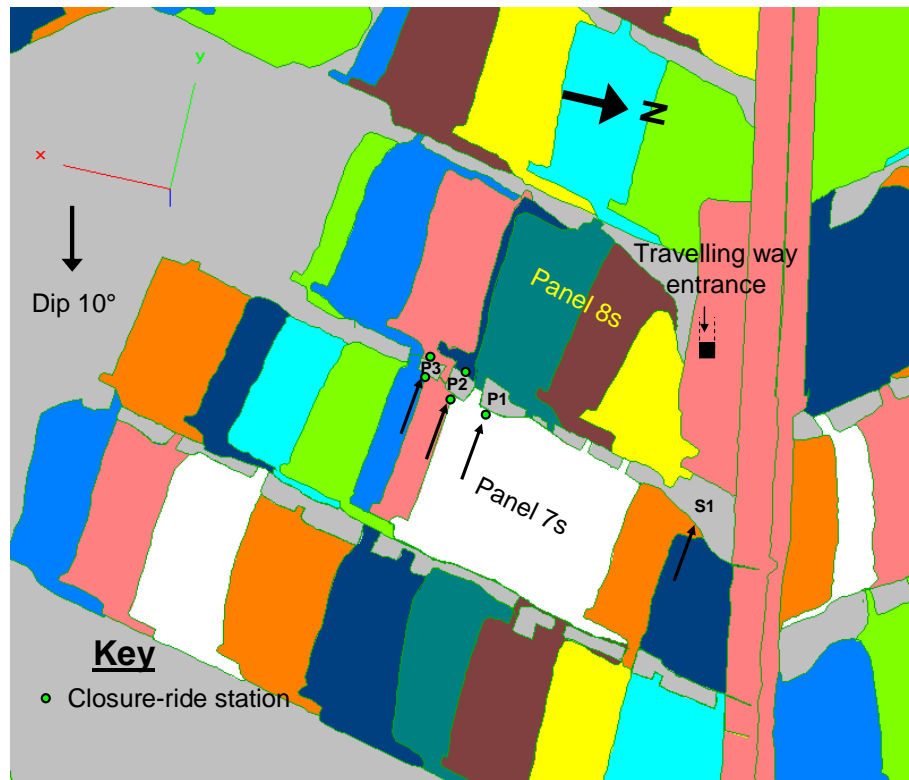 y
x
N
Dip 10°
Travelling way
entrance
Panel 8s
P3
P2
P1
Panel 7s
S1
Key
Closure-ride station